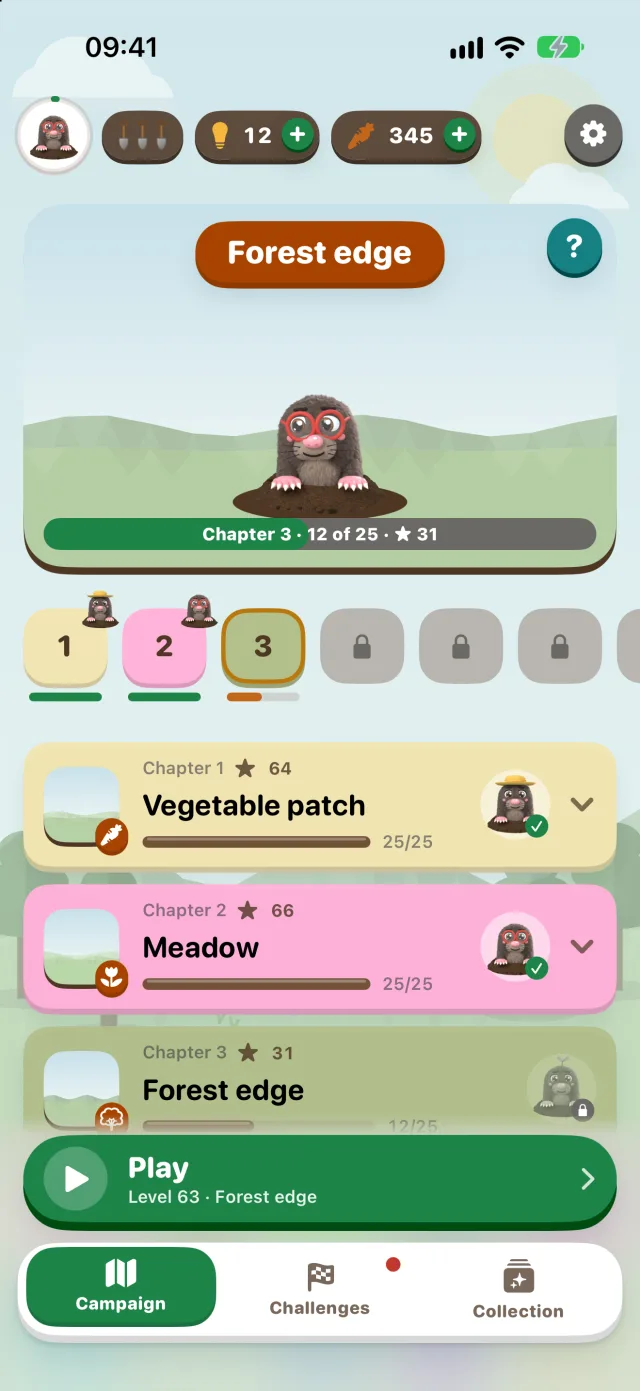 09:41
12
345
Forest edge
?
Chapter 3 · 12 of 25 · ★ 31
1
2
3
Chapter 1 ★ 64
Vegetable patch
25/25
Chapter 2 ★ 66
Meadow
25/25
Chapter 3 ★ 31
Forest edge
12/25
Play
Level 63 · Forest edge
Campaign
Challenges
Collection